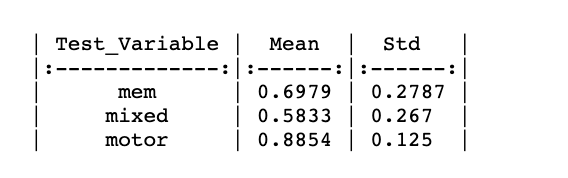 | Test_Variable | Mean | Std |
|:-------------:|:------:|:------:|
| mem | 0.6979 | 0.2787 |
| mixed | 0.5833 | 0.267 |
| motor | 0.8854 | 0.125 |